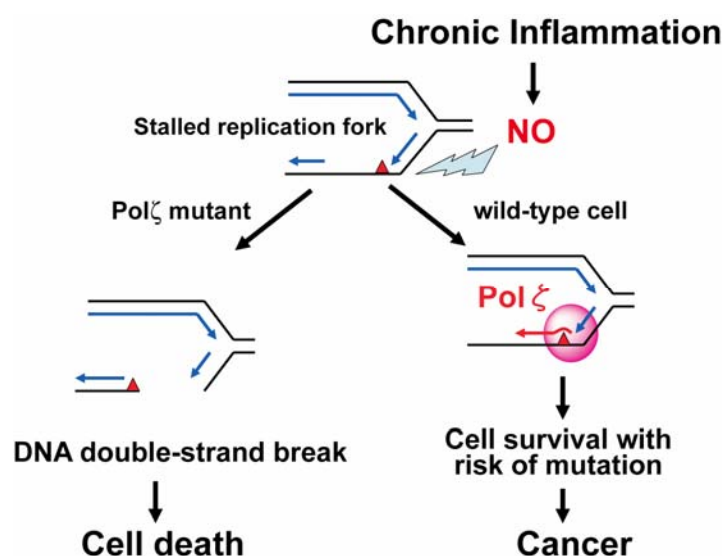 Chronic Inflammation
NO
Stalled replication fork
Polζ mutant
wild-type cell
Pol ζ
DNA double-strand break
Cell survival with
risk of mutation
Cell death
Cancer